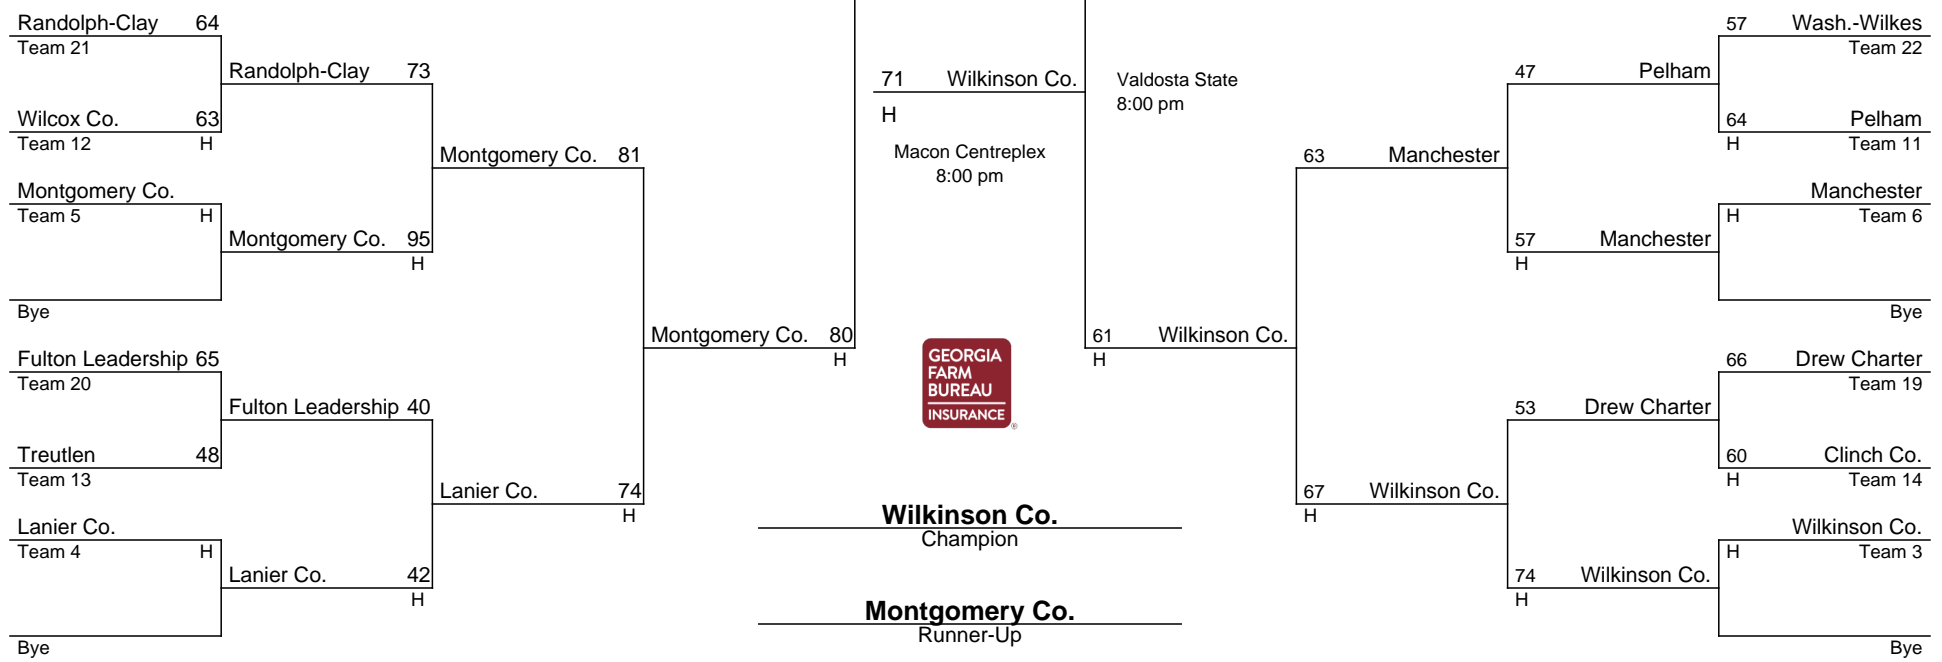 Randolph-Clay 64
Team 21
Randolph-Clay 73
Wilcox Co. 63
Team 12 H
Montgomery Co. 81
Montgomery Co.
Team 5 H
Montgomery Co. 95
H
Bye
Montgomery Co. 80
H
Fulton Leadership 65
Team 20
Fulton Leadership 40
Treutlen 48
Team 13
Lanier Co. 74
H
Lanier Co.
Team 4 H
Lanier Co. 42
H
Bye
71 Wilkinson Co.
H
Macon Centreplex
8:00 pm
Valdosta State
8:00 pm
GEORGIA
FARM
BUREAU
INSURANCE
®
Wilkinson Co.
Champion
Montgomery Co.
Runner-Up
57 Wash.-Wilkes
Team 22
47 Pelham
64 Pelham
H Team 11
63 Manchester
Manchester
H Team 6
57 Manchester
H
Bye
61 Wilkinson Co.
H
66 Drew Charter
Team 19
53 Drew Charter
60 Clinch Co.
H Team 14
67 Wilkinson Co.
H
Wilkinson Co.
H Team 3
74 Wilkinson Co.
H
Bye